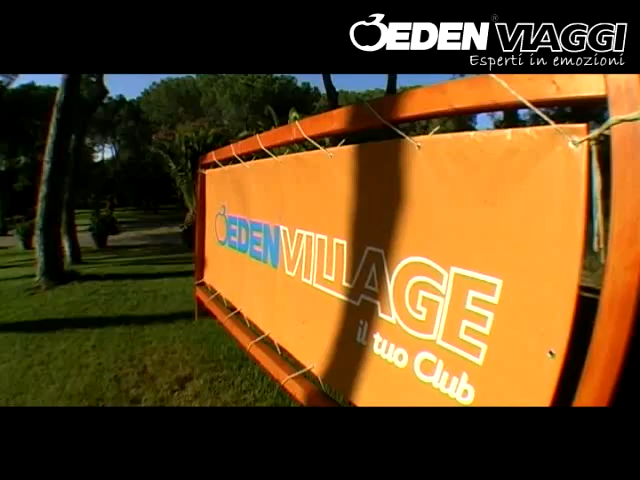 EDEN VIAGGI
Esperti in emozioni
EDEN VILLAGE
il tuo Club